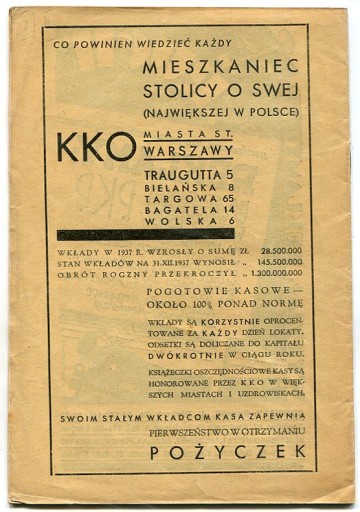 CO POWINIEN WIEDZIEĆ KAŻDY
MIESZKANIEC
STOLICY O SWEJ
(NAJWIĘKSZEJ W POLSCE)
KKO MIASTA ST.
WARSZAWY
TRAUGUTTA 5
BIELAŃSKA 8
TARGOWA 65
BAGATELA 14
WOLSKA 6
WKŁADY W 1937 R. WZROSŁY O SUMĘ ZŁ 28.500.000
STAN WKŁADÓW NA 31.XII.1937 WYNOSIŁ „ 145.500.000
OBRÓT ROCZNY PRZEKROCZYŁ „ 1.300.000.000
POGOTOWIE KASOWE—
OKOŁO 100% PONAD NORMĘ
WKŁADY SĄ KORZYSTNIE OPROCEN-
TOWANE ZA KAŻDY DZIEŃ LOKATY.
ODSETKI SĄ DOLICZANE DO KAPITAŁU
DWÓKROTNIE W CIĄGU ROKU.
KSIĄŻECZKI OSZCZĘDNOŚCIOWE KASY SĄ
HONOROWANE PRZEZ KKO W WIĘK-
SZYCH MIASTACH I UZDROWISKACH.
SWOIM STAŁYM WKŁADCOM KASA ZAPEWNIA
PIERWSZEŃSTWO W OTRZYMANIU
POŻYCZEK